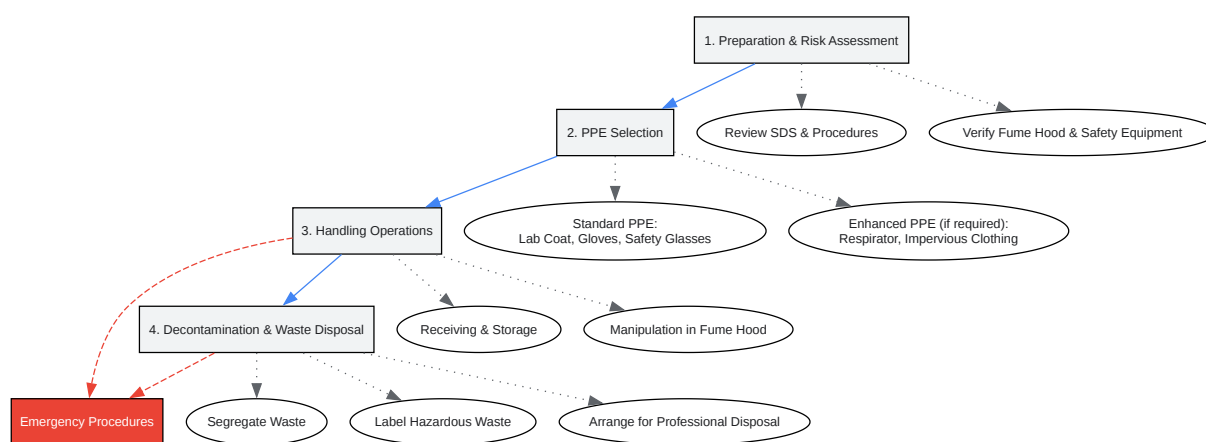 1. Preparation & Risk Assessment
2. PPE Selection
Review SDS & Procedures
Verify Fume Hood & Safety Equipment
3. Handling Operations
Standard PPE:
Lab Coat, Gloves, Safety Glasses
Enhanced PPE (if required):
Respirator, Impervious Clothing
4. Decontamination & Waste Disposal
Receiving & Storage
Manipulation in Fume Hood
Emergency Procedures
Segregate Waste
Label Hazardous Waste
Arrange for Professional Disposal